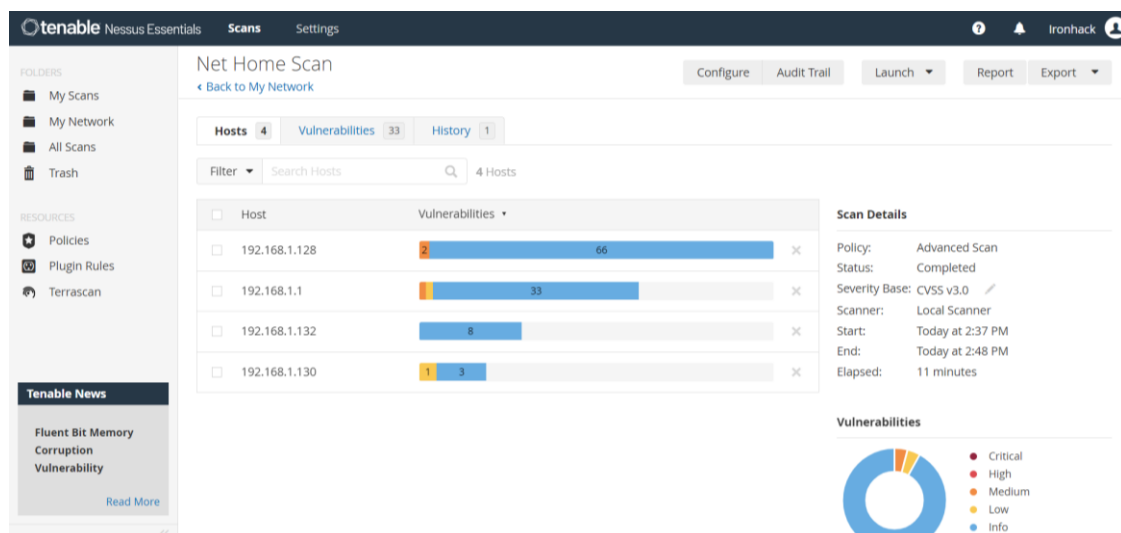 tenable Nessus Essentials Scans Settings Ironhack
FOLDERS
My Scans
My Network
All Scans
Trash
RESOURCES
Policies
Plugin Rules
Terrascan
Tenable News
Fluent Bit Memory
Corruption
Vulnerability
Read More
Net Home Scan
Back to My Network
Configure Audit Trail Launch Report Export
Hosts 4 Vulnerabilities 33 History 1
Filter Search Hosts 4 Hosts
Host Vulnerabilities
192.168.1.128 2 66
192.168.1.1 33
192.168.1.132 8
192.168.1.130 1 3
Scan Details
Policy: Advanced Scan
Status: Completed
Severity Base: CVSS v3.0
Scanner: Local Scanner
Start: Today at 2:37 PM
End: Today at 2:48 PM
Elapsed: 11 minutes
Vulnerabilities
Critical
High
Medium
Low
Info